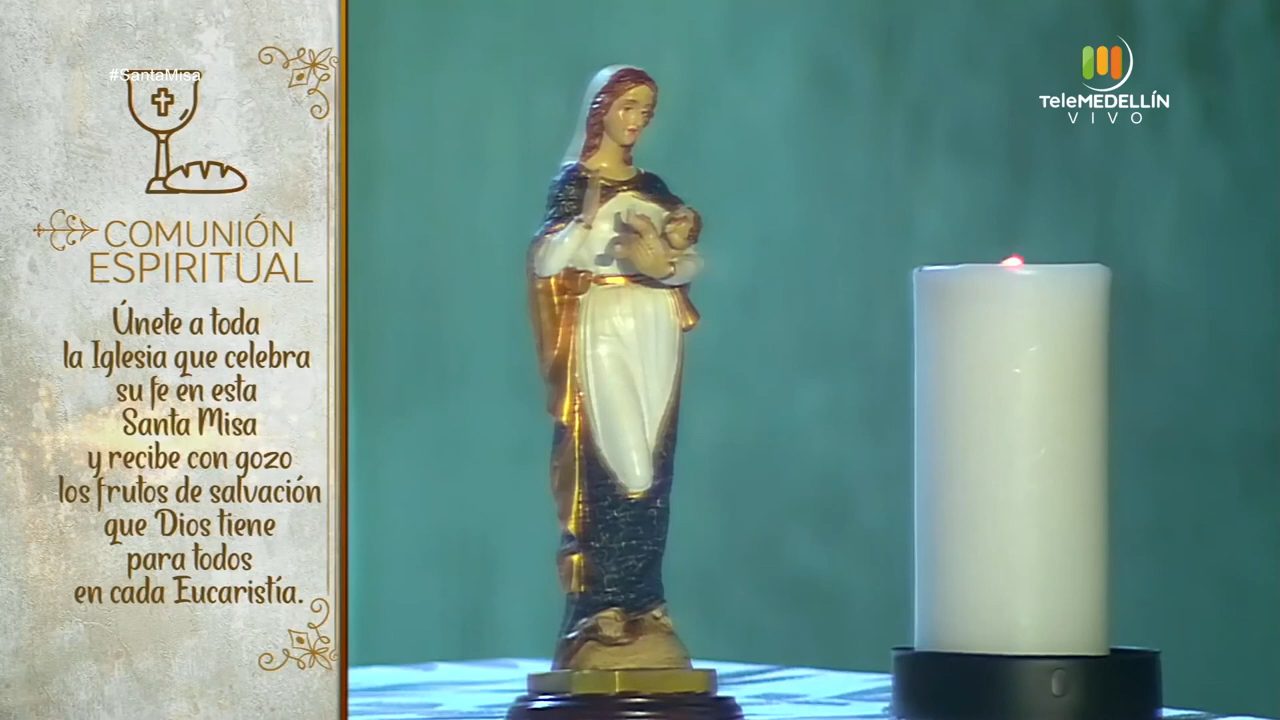 #SantaMisa
COMUNIÓN
ESPIRITUAL
Únete a toda
la Iglesia que celebra
su fe en esta
Santa Misa
y recibe con gozo
los frutos de salvación
que Dios tiene
para todos
en cada Eucaristía.
TeleMEDELLÍN
VIVO